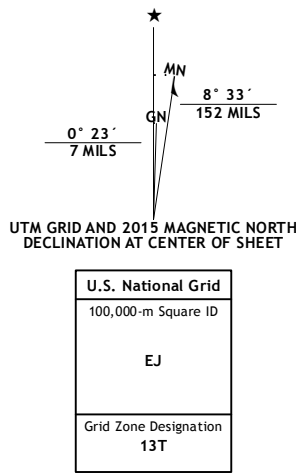 ★
MN
8° 33´
152 MILS
GN
0° 23´
7 MILS
UTM GRID AND 2015 MAGNETIC NORTH
DECLINATION AT CENTER OF SHEET
U.S. National Grid
100,000-m Square ID
EJ
Grid Zone Designation
13T